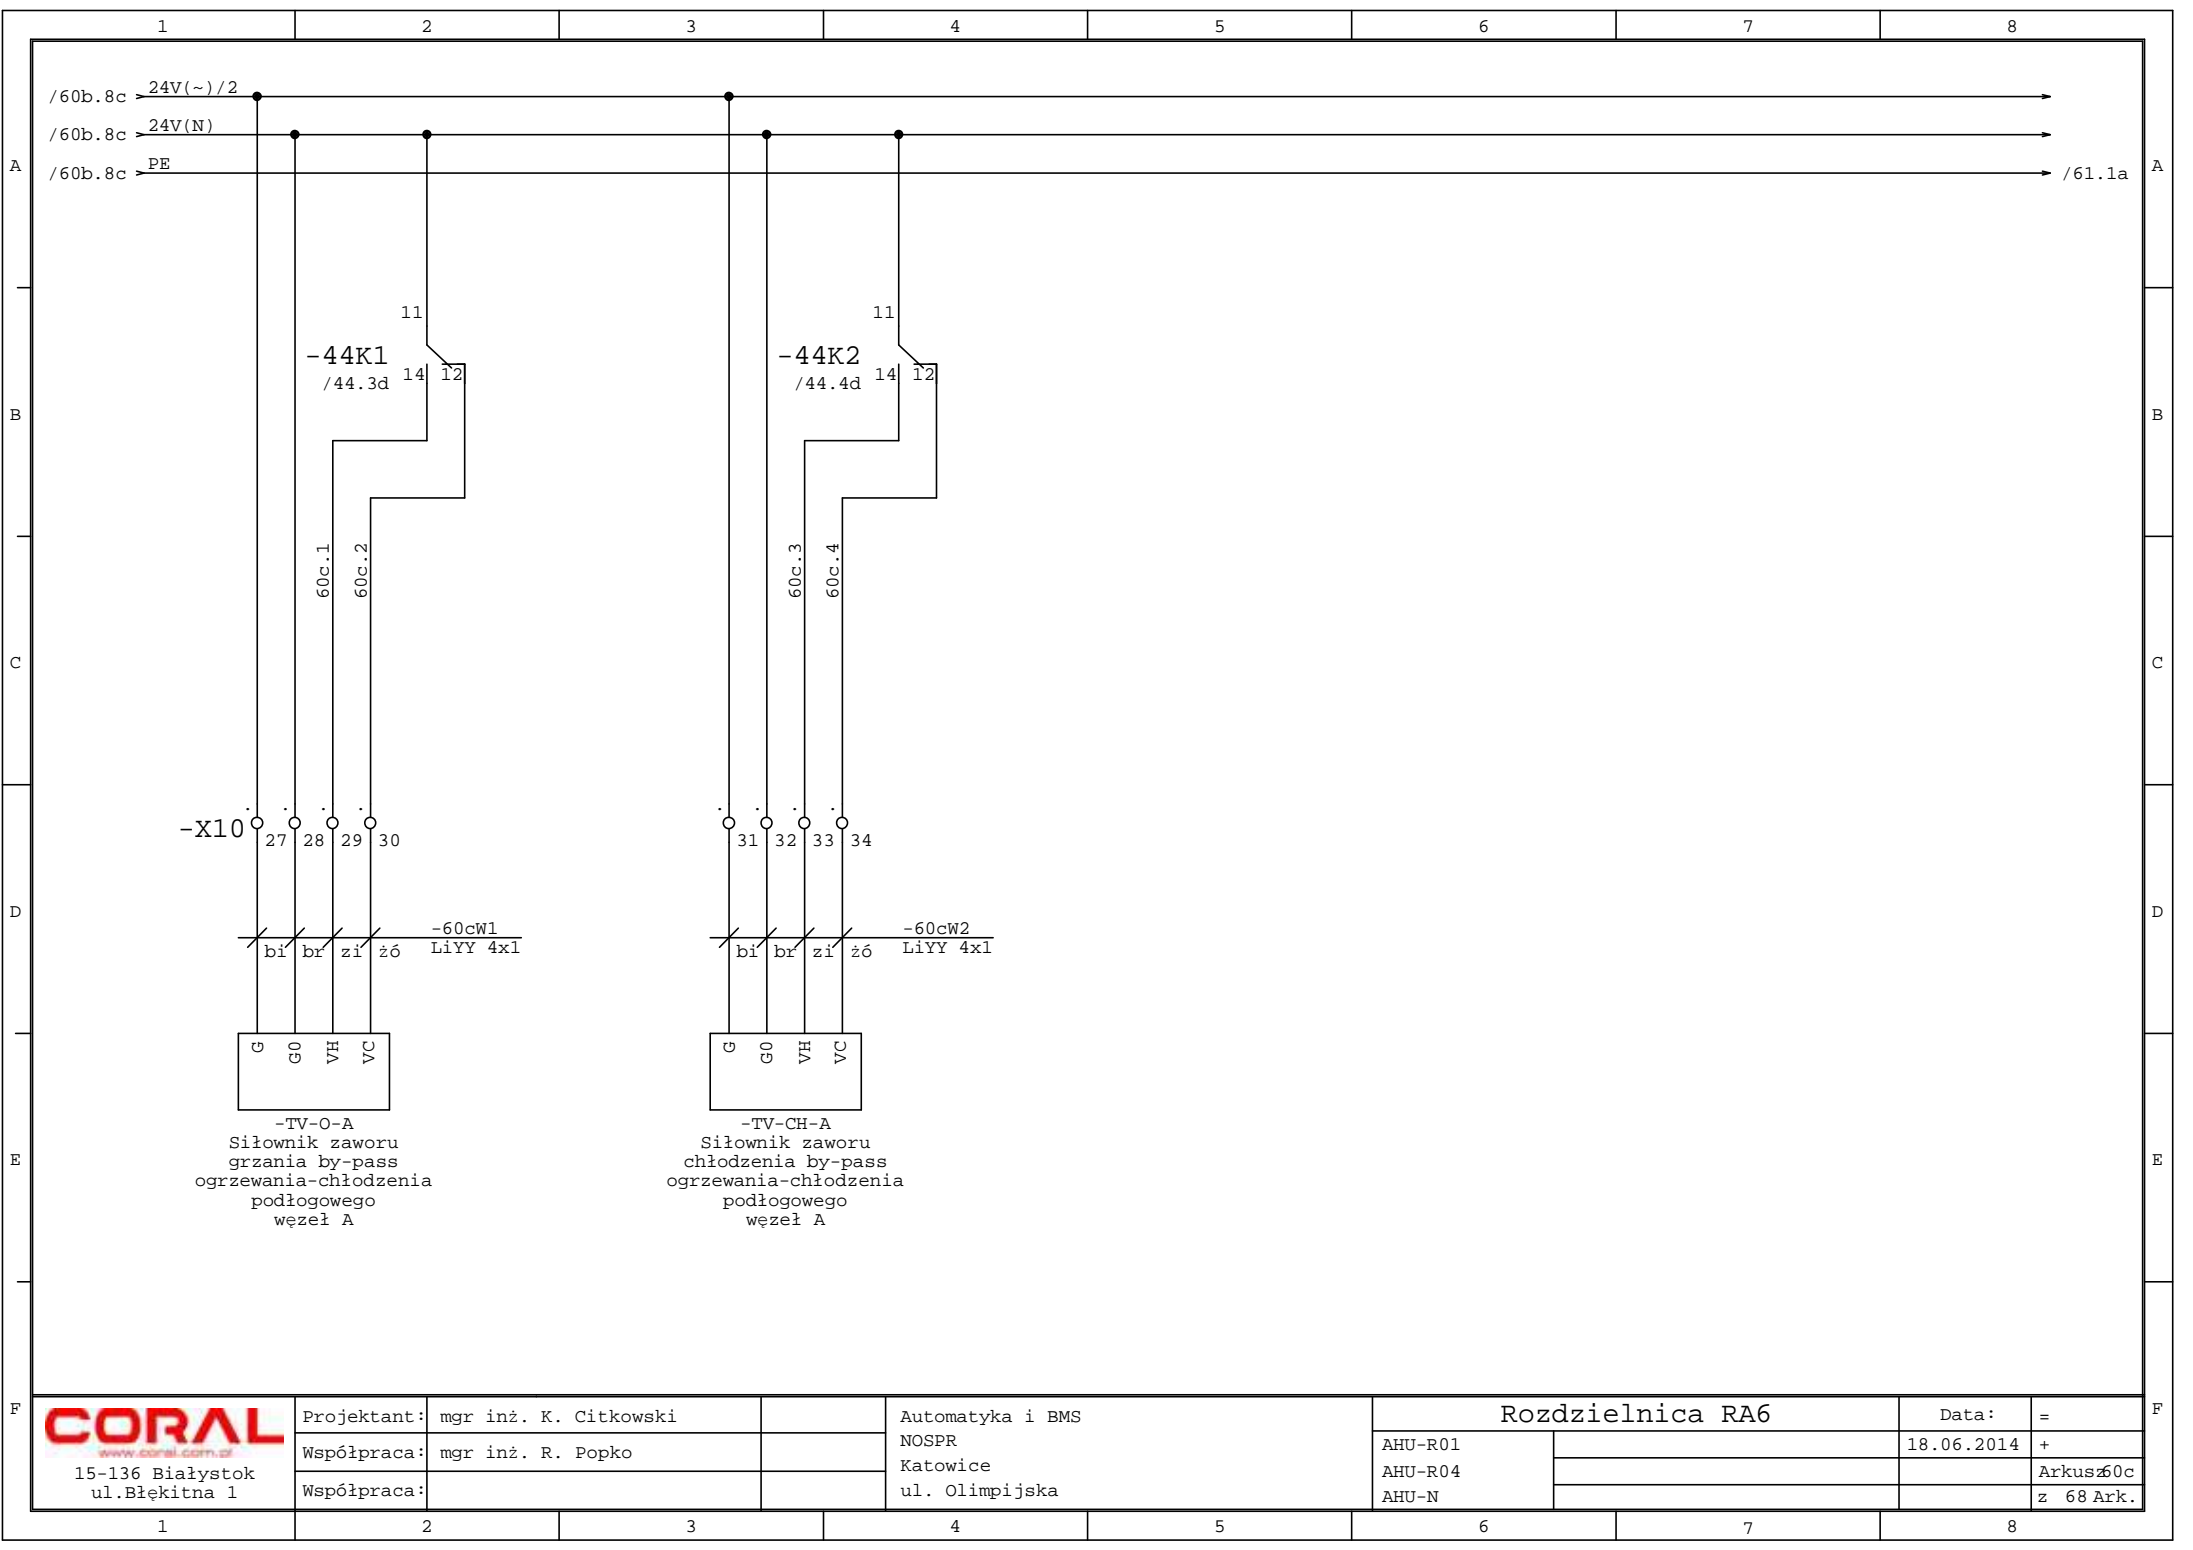 1 2 3 4 5 6 7 8
/60b.8c 24V(~)/2
/60b.8c 24V(N)
A /60b.8c PE /61.1a A
11 11
-44K1 -44K2
/44.3d 14 12 /44.4d 14 12
B B
60c.1 60c.2 60c.3 60c.4
C C
-X10 27 28 29 30 31 32 33 34
D D
-60cW1 -60cW2
bi br zi żó LiYY 4x1 bi br zi żó LiYY 4x1
G G0 VH VC G G0 VH VC
-TV-O-A
Siłownik zaworu
grzania by-pass
ogrzewania-chłodzenia
podłogowego
węzeł A
-TV-CH-A
Siłownik zaworu
chłodzenia by-pass
ogrzewania-chłodzenia
podłogowego
węzeł A
E E
F F
CORAL
www.coral.com.pl
15-136 Białystok
ul.Błękitna 1
Projektant: mgr inż. K. Citkowski
Współpraca: mgr inż. R. Popko
Współpraca:
Automatyka i BMS
NOSPR
Katowice
ul. Olimpijska
Rozdzielnica RA6
AHU-R01
AHU-R04
AHU-N
Data: =
18.06.2014 +
Arkusz 60c
z 68 Ark.
1 2 3 4 5 6 7 8